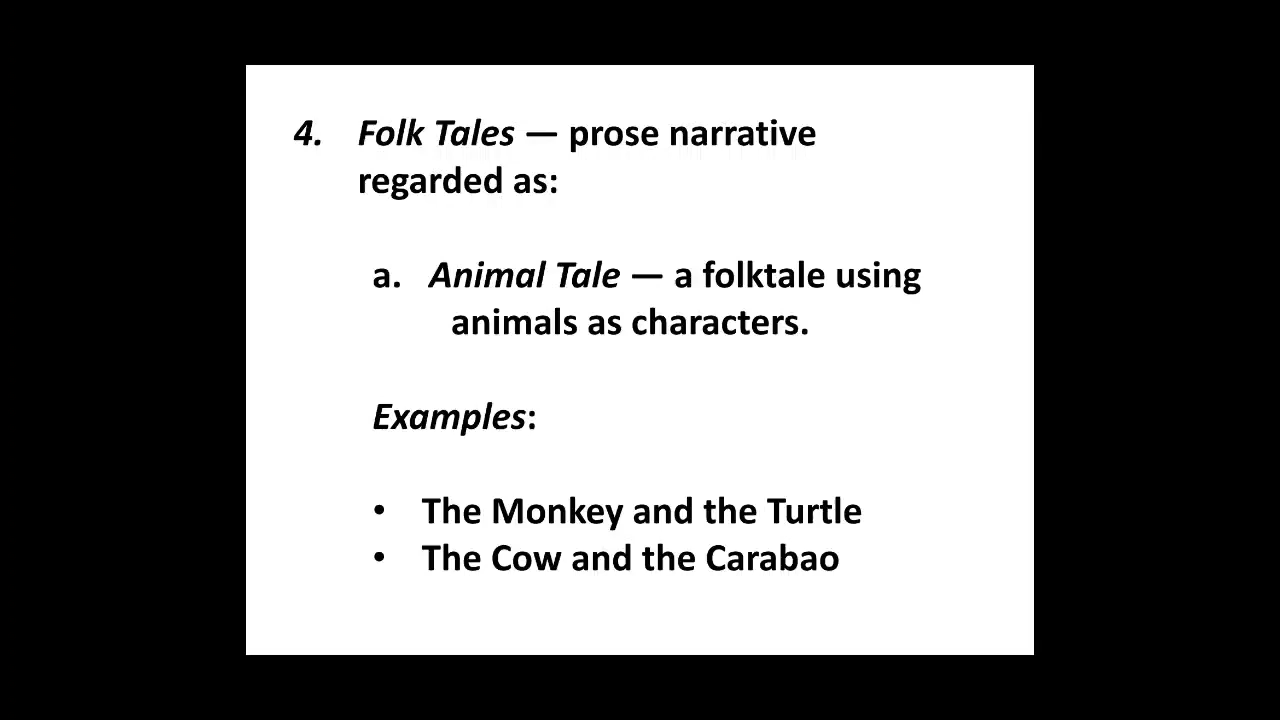 4. Folk Tales — prose narrative
regarded as:
a. Animal Tale — a folktale using
animals as characters.
Examples:
• The Monkey and the Turtle
• The Cow and the Carabao